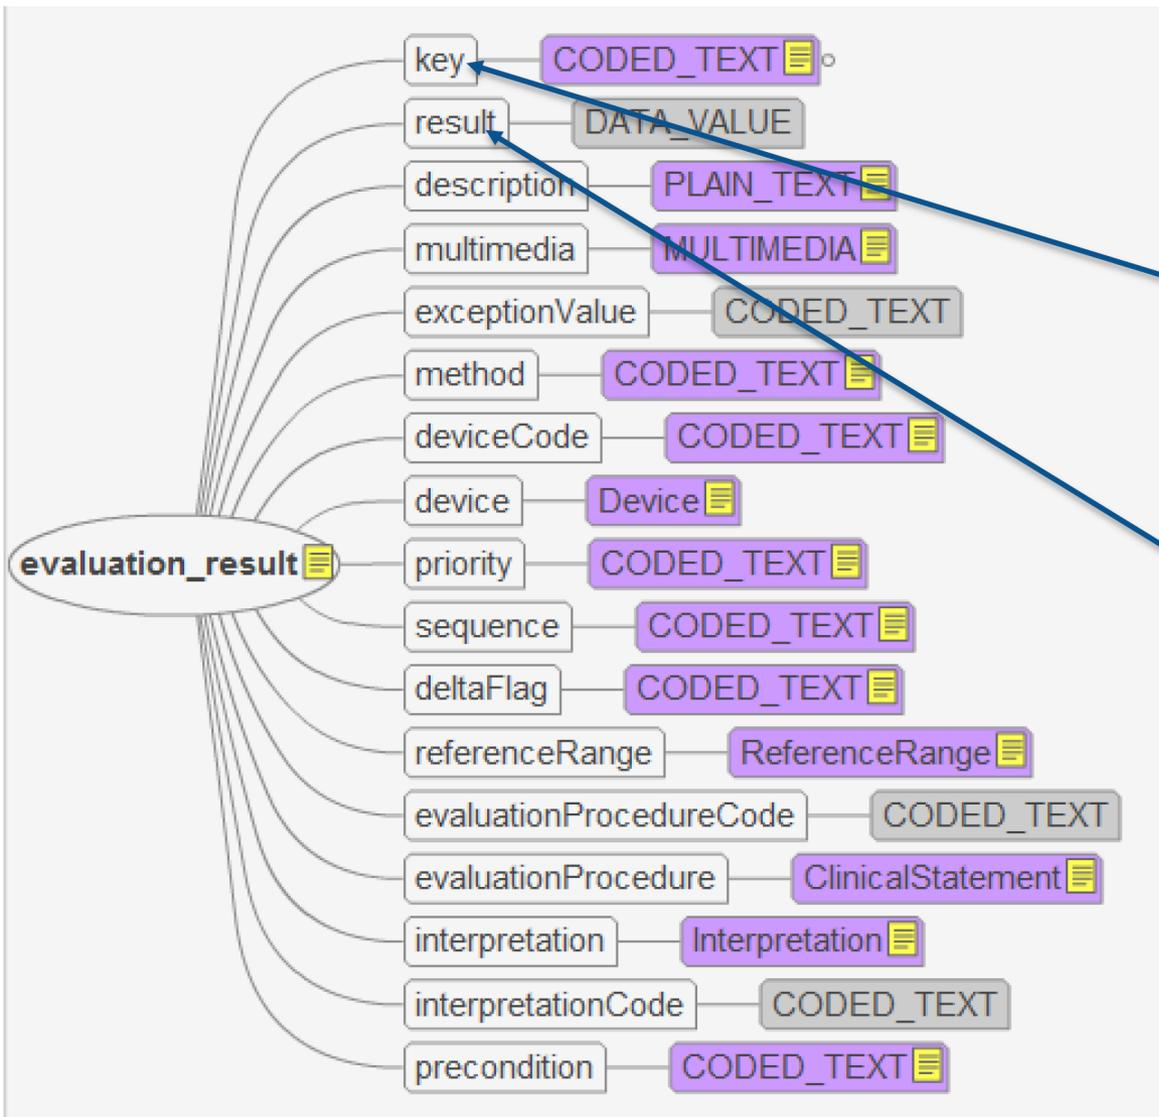 key CODED_TEXT
result DATA_VALUE
description PLAIN_TEXT
multimedia MULTIMEDIA
exceptionValue CODED_TEXT
method CODED_TEXT
deviceCode CODED_TEXT
device Device
evaluation_result priority CODED_TEXT
sequence CODED_TEXT
deltaFlag CODED_TEXT
referenceRange ReferenceRange
evaluationProcedureCode CODED_TEXT
evaluationProcedure ClinicalStatement
interpretation Interpretation
interpretationCode CODED_TEXT
precondition CODED_TEXT